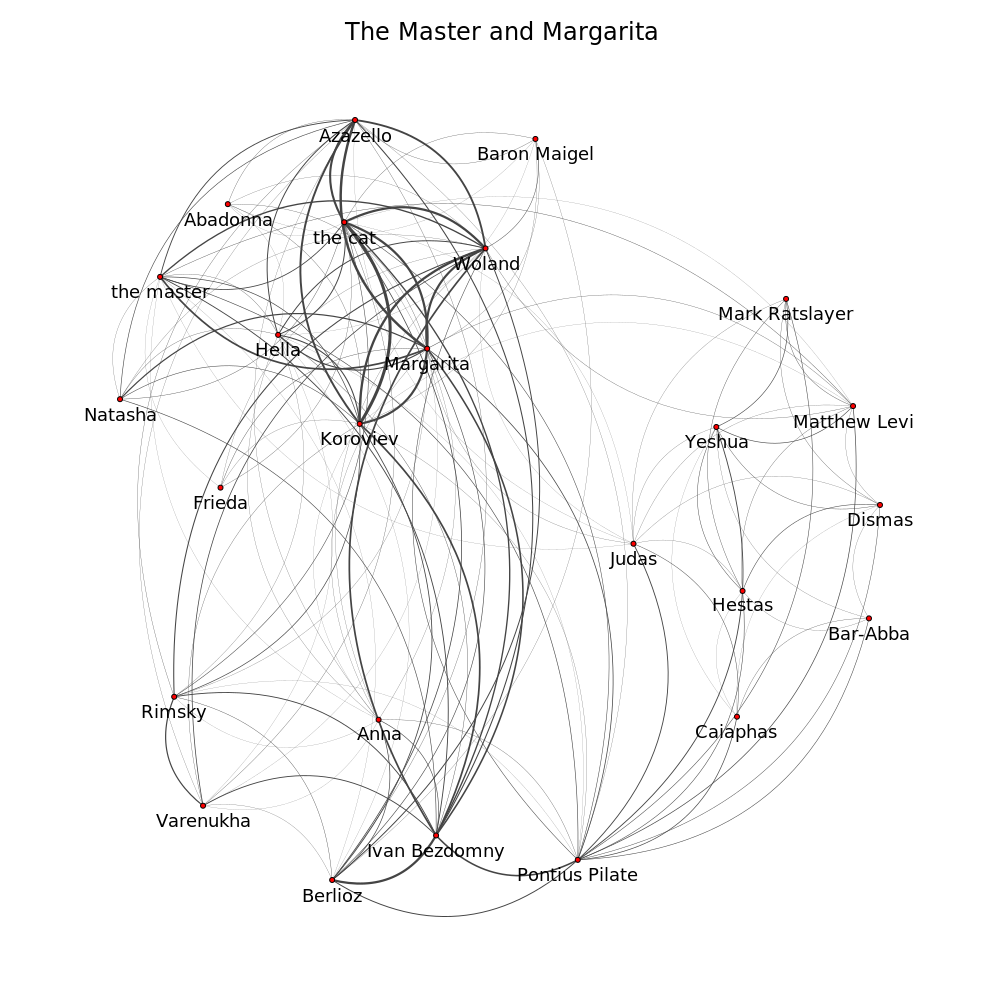 The Master and Margarita
Azazello
Baron Maigel
Abadonna
the cat
Woland
the master
Mark Ratslayer
Hella
Margarita
Natasha
Matthew Levi
Koroviev
Yeshua
Frieda
Dismas
Judas
Hestas
Bar-Abba
Rimsky
Anna
Caiaphas
Varenukha
Ivan Bezdomny
Pontius Pilate
Berlioz